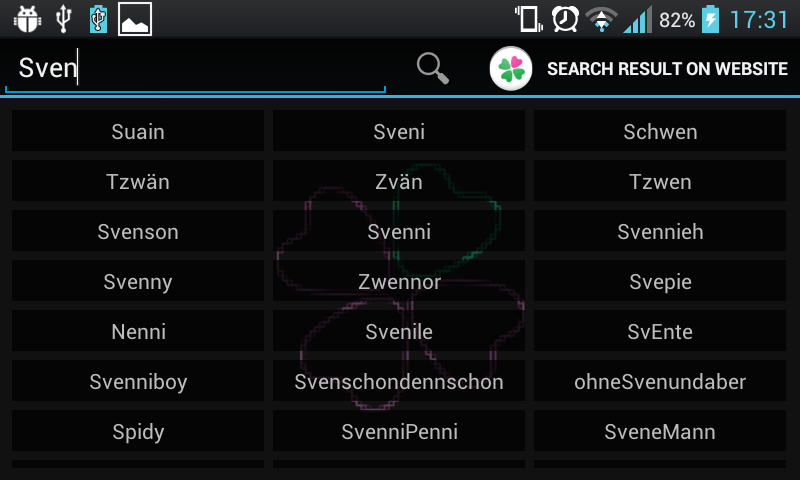 82% 17:31
Sven SEARCH RESULT ON WEBSITE
Suain Sveni Schwen
Tzwän Zvän Tzwen
Svenson Svenni Svennieh
Svenny Zwennor Svepie
Nenni Svenile SvEnte
Svenniboy Svenschondennschon ohneSvenundaber
Spidy SvenniPenni SveneMann